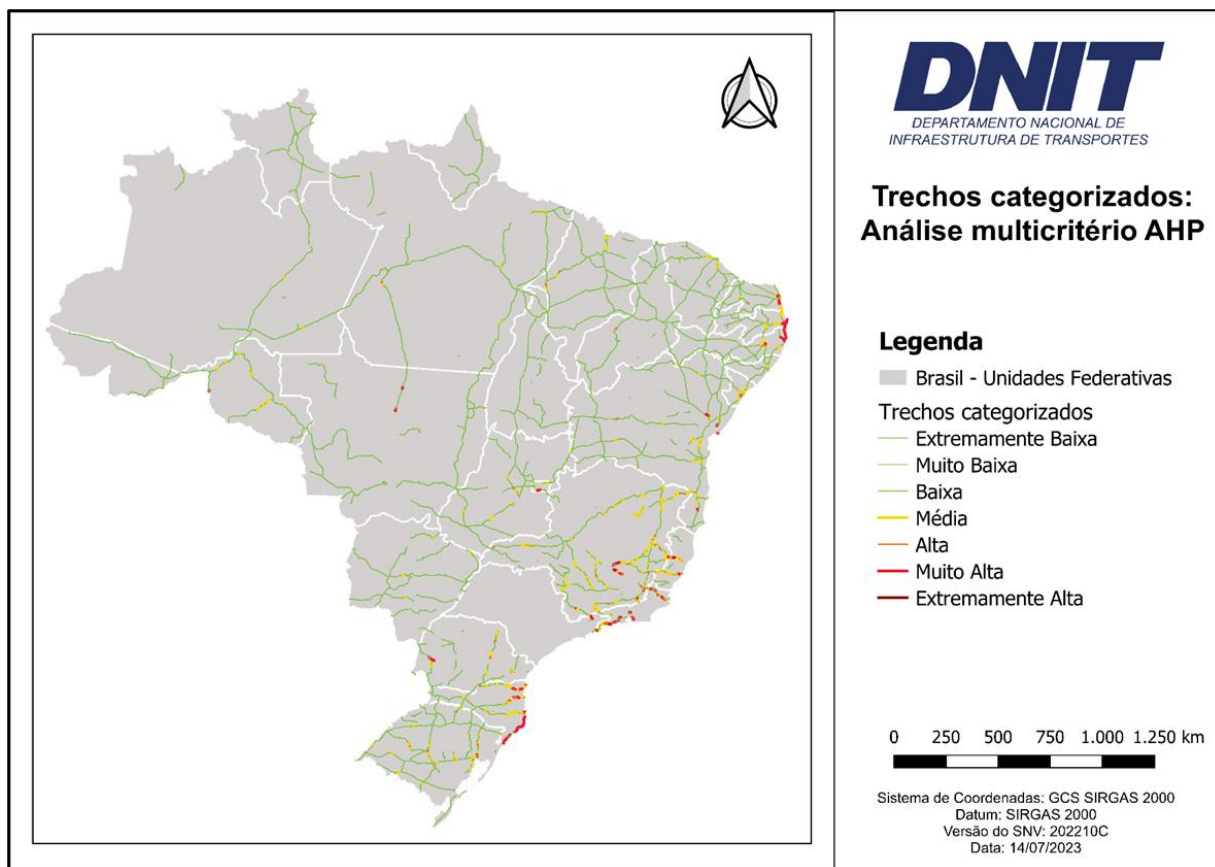 DNIT
DEPARTAMENTO NACIONAL DE
INFRAESTRUTURA DE TRANSPORTES
Trechos categorizados:
Análise multicritério AHP
Legenda
Brasil - Unidades Federativas
Trechos categorizados
Extremamente Baixa
Muito Baixa
Baixa
Média
Alta
Muito Alta
Extremamente Alta
0 250 500 750 1.000 1.250 km
Sistema de Coordenadas: GCS SIRGAS 2000
Datum: SIRGAS 2000
Versão do SNV: 202210C
Data: 14/07/2023